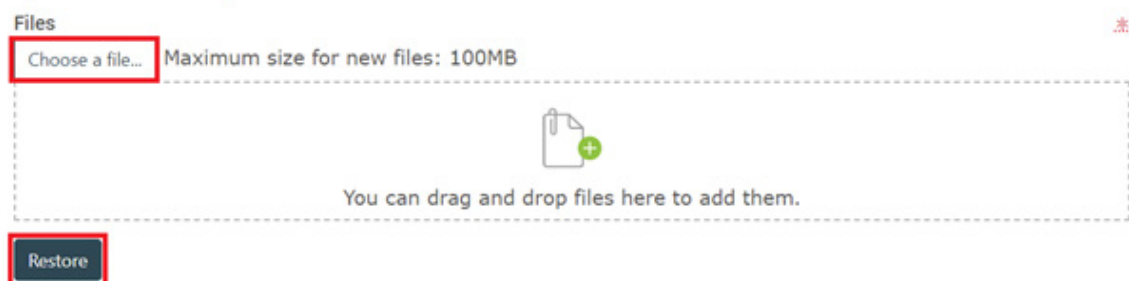 Files
Choose a file... Maximum size for new files: 100MB
You can drag and drop files here to add them.
Restore